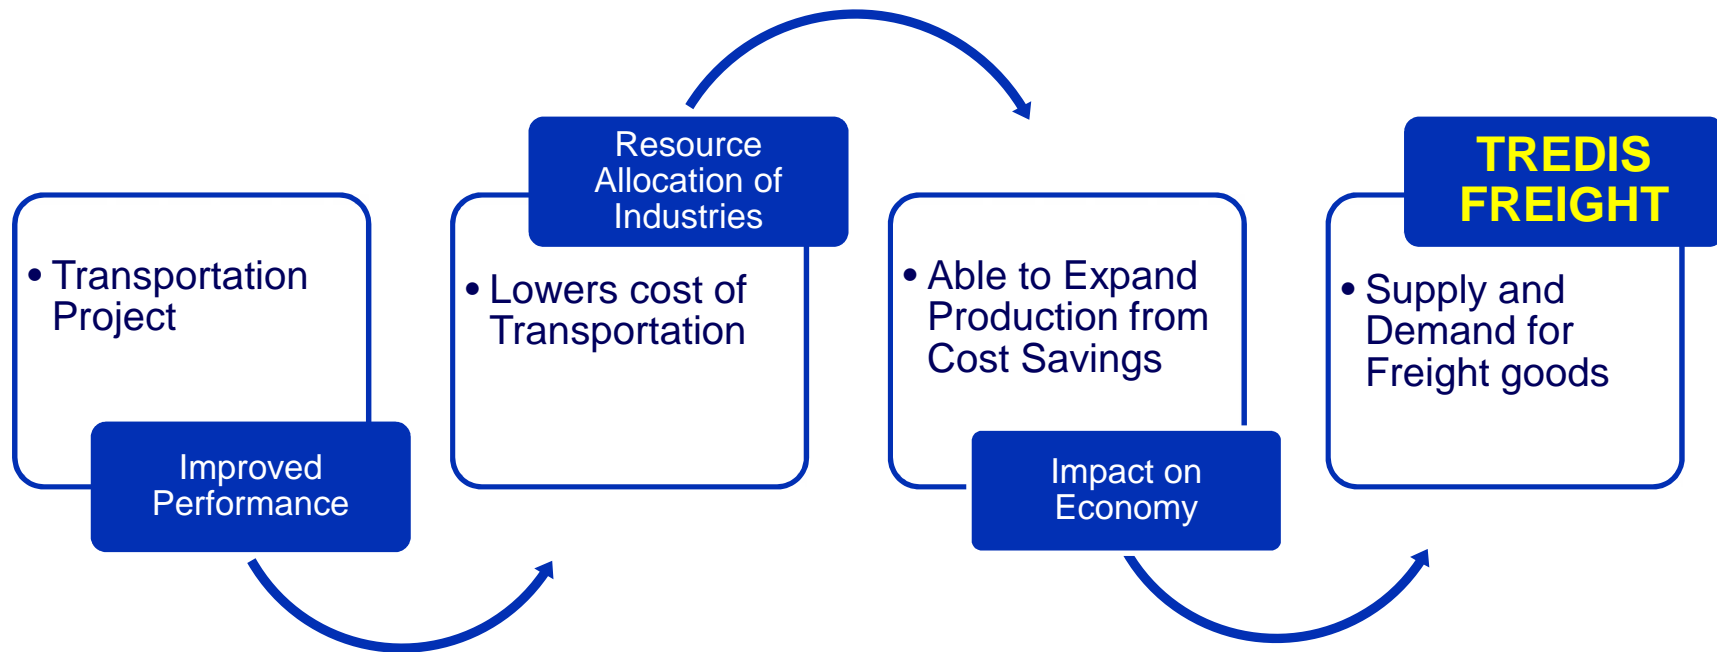 • Transportation
Project
Improved
Performance
Resource
Allocation of
Industries
• Lowers cost of
Transportation
• Able to Expand
Production from
Cost Savings
Impact on
Economy
TREDIS
FREIGHT
• Supply and
Demand for
Freight goods